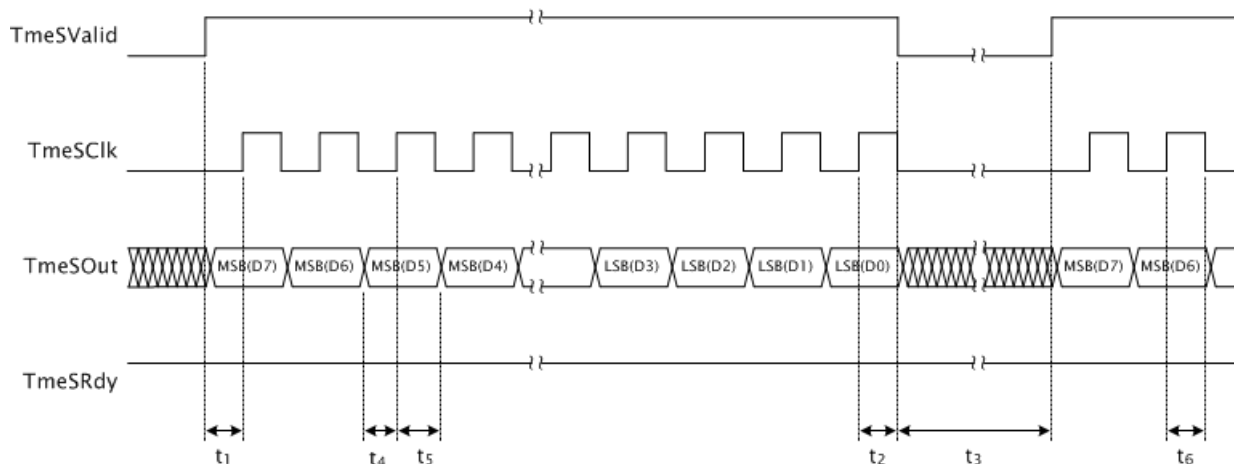 TmeSValid
TmeSClk
TmeSOut MSB(D7) MSB(D6) MSB(D5) MSB(D4) LSB(D3) LSB(D2) LSB(D1) LSB(D0) MSB(D7) MSB(D6)
TmeSRdy
t1 t4 t5 t2 t3 t6